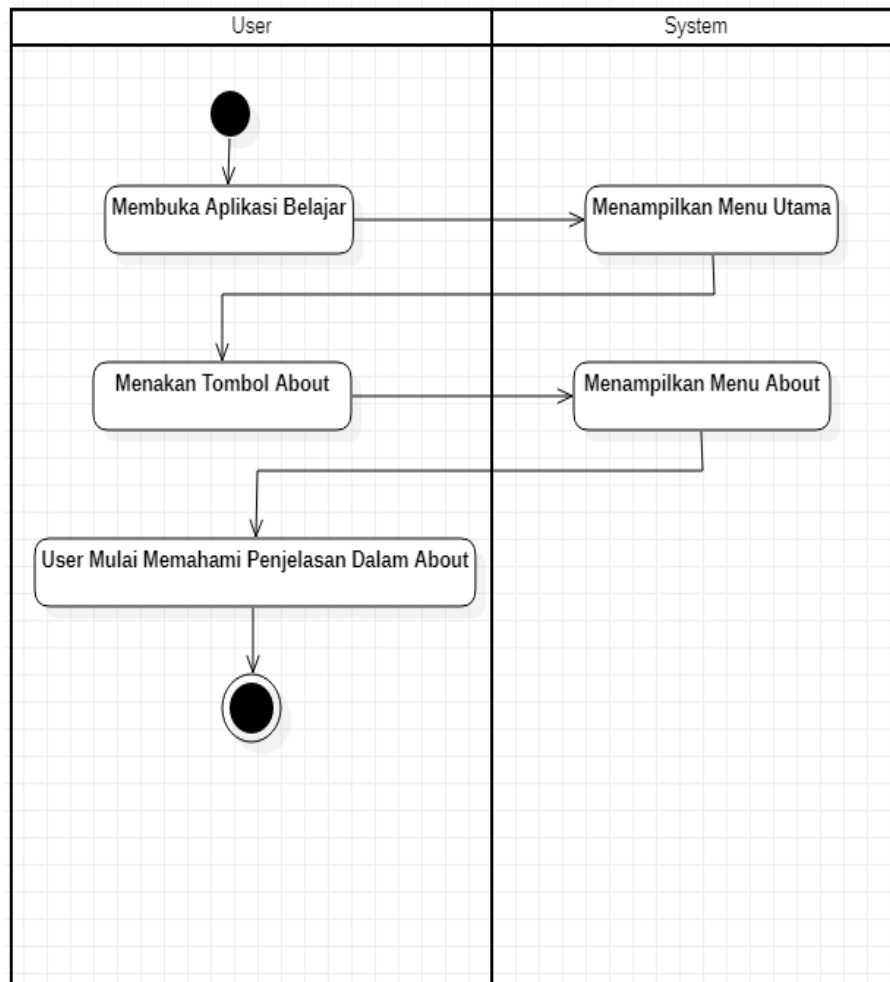 User
System
Membuka Aplikasi Belajar
Menampilkan Menu Utama
Menakan Tombol About
Menampilkan Menu About
User Mulai Memahami Penjelasan Dalam About